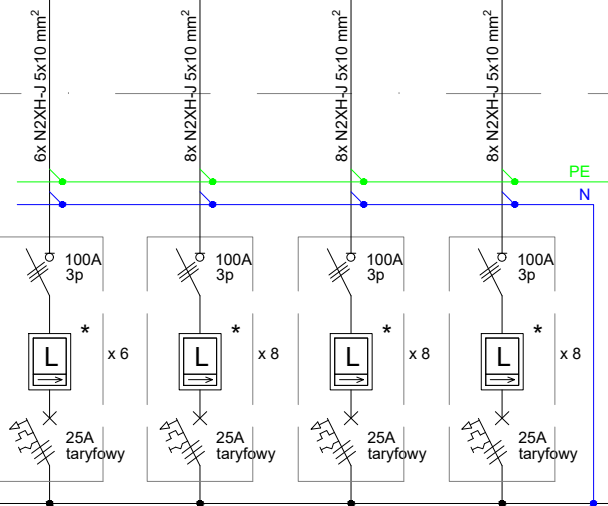 6x N2XH-J 5x10 mm²
8x N2XH-J 5x10 mm²
8x N2XH-J 5x10 mm²
8x N2XH-J 5x10 mm²
PE
N
100A
3p
100A
3p
100A
3p
100A
3p
L
*
x 6
L
*
x 8
L
*
x 8
L
*
x 8
25A
taryfowy
25A
taryfowy
25A
taryfowy
25A
taryfowy